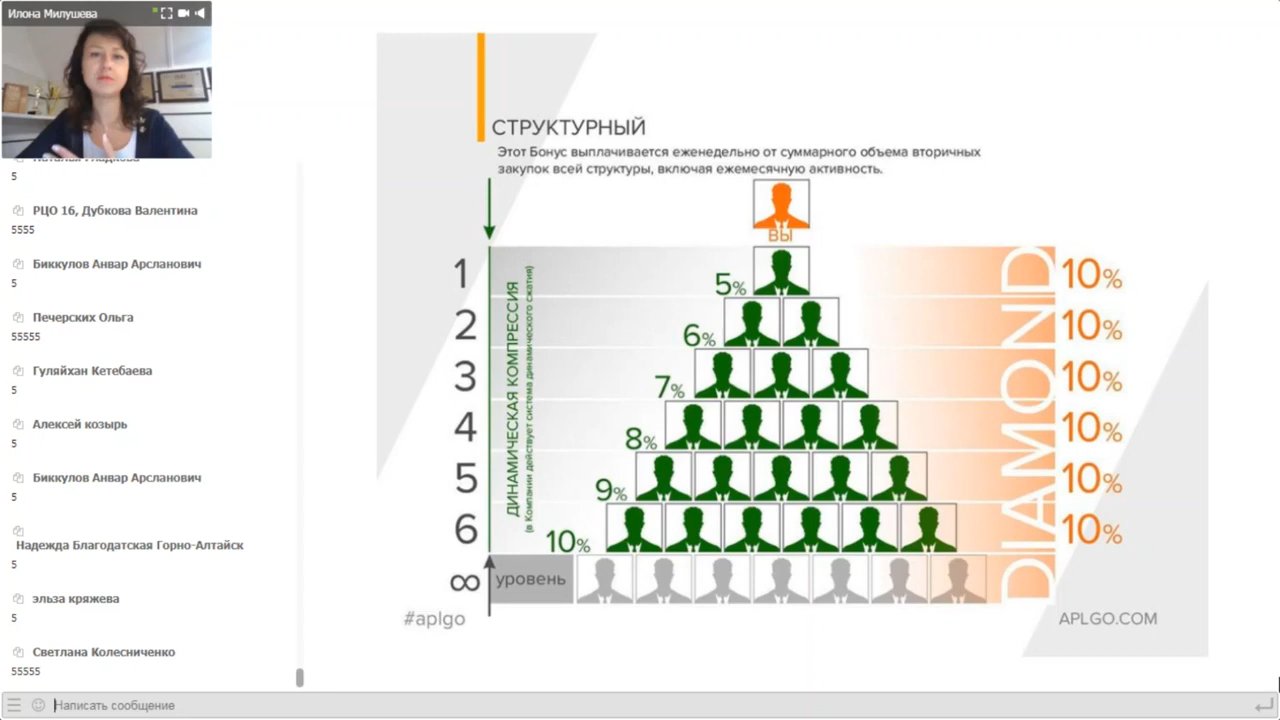 Илона Милушева
Наталья Гладкова
5
РЦО 16, Дубкова Валентина
5555
Биккулов Анвар Арсланович
5
Печерских Ольга
55555
Гуляйхан Кетебаева
5
Алексей козырь
5
Биккулов Анвар Арсланович
5
Надежда Благодатская Горно-Алтайск
5
эльза кряжева
5
Светлана Колесниченко
55555
Написать сообщение
СТРУКТУРНЫЙ
Этот Бонус выплачивается еженедельно от суммарного объема вторичных
закупок всей структуры, включая ежемесячную активность.
ВЫ
1
5%
10%
2
6%
10%
3
7%
10%
4
8%
10%
5
9%
10%
6
10%
10%
∞
уровень
ДИНАМИЧЕСКАЯ КОМПРЕССИЯ
(в Компании действует система динамического сжатия)
DIAMOND
#aplgo
APLGO.COM